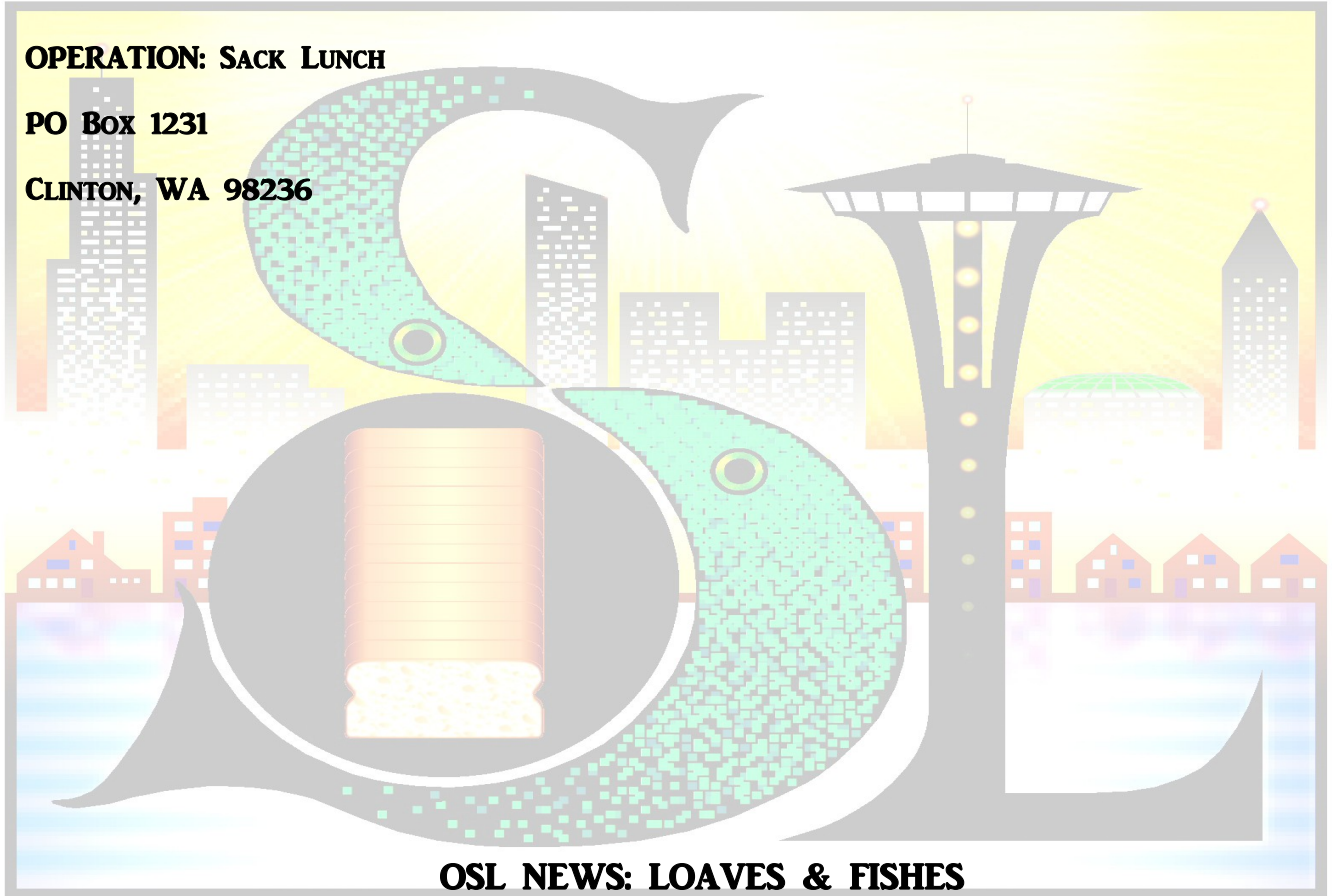 OPERATION: SACK LUNCH
PO BOX 1231
CLINTON, WA 98236
OSL NEWS: LOAVES & FISHES